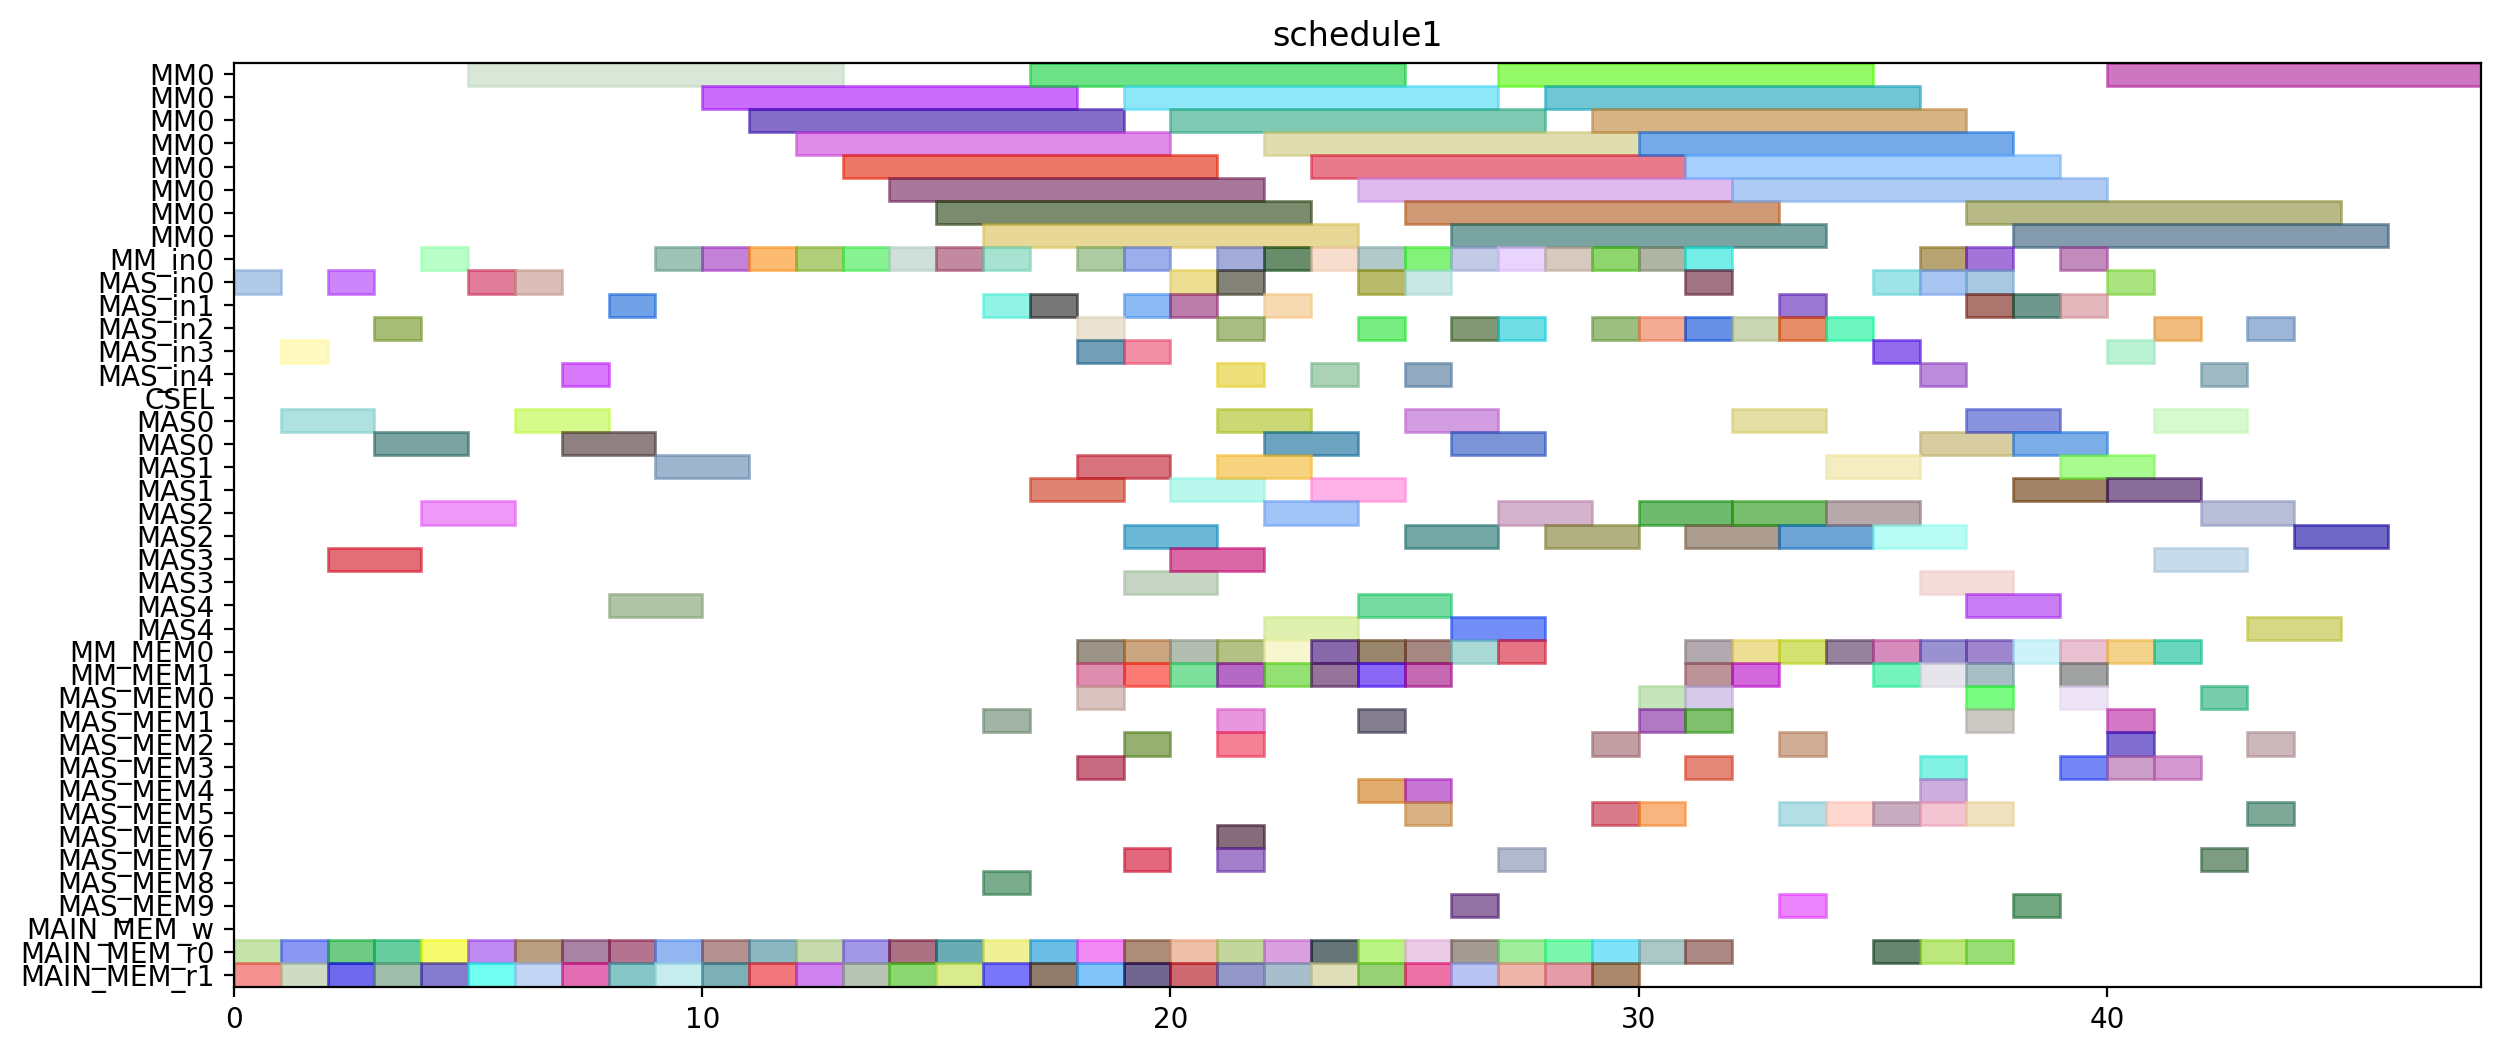 schedule1
MM0
MM0
MM0
MM0
MM0
MM0
MM0
MM0
MM_in0
MAS_in0
MAS_in1
MAS_in2
MAS_in3
MAS_in4
CSEL
MAS0
MAS0
MAS1
MAS1
MAS2
MAS2
MAS3
MAS3
MAS4
MAS4
MM_MEM0
MM_MEM1
MAS_MEM0
MAS_MEM1
MAS_MEM2
MAS_MEM3
MAS_MEM4
MAS_MEM5
MAS_MEM6
MAS_MEM7
MAS_MEM8
MAS_MEM9
MAIN_MEM_w
MAIN_MEM_r0
MAIN_MEM_r1
0 10 20 30 40